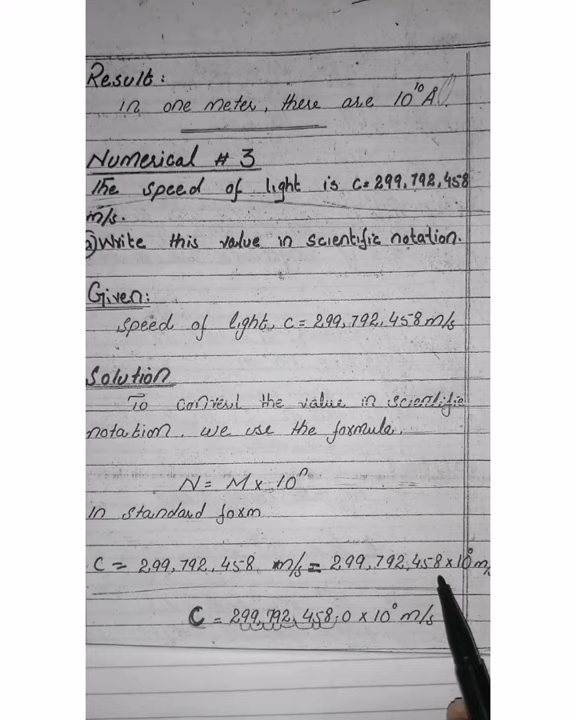 Result:
In one meter, there are 10¹⁰Å.
Numerical # 3
The speed of light is c=299,792,458
m/s.
a) Write this value in scientific notation.
Given:
speed of light, c = 299,792,458 m/s
Solution
To convert the value in scientific
notation, we use the formula.
N = M x 10ⁿ
In standard form
C = 299,792,458 m/s = 299,792,458 x 10⁰ m/s
C = 299,792,458.0 x 10⁰ m/s